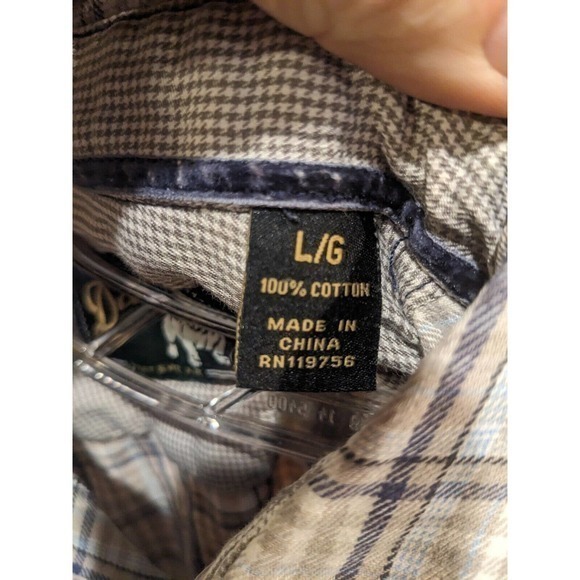 L/G
100% COTTON
MADE IN
CHINA
RN119756